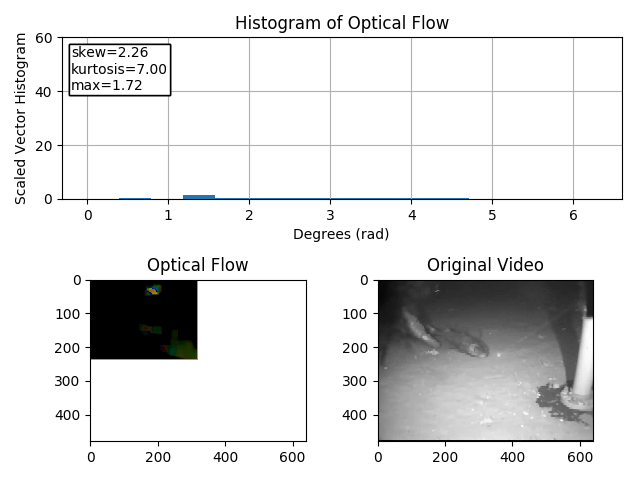 Histogram of Optical Flow
Scaled Vector Histogram
60
40
20
0
skew=2.26
kurtosis=7.00
max=1.72
0 1 2 3 4 5 6
Degrees (rad)
Optical Flow
0
100
200
300
400
0 200 400 600
Original Video
0
100
200
300
400
0 200 400 600